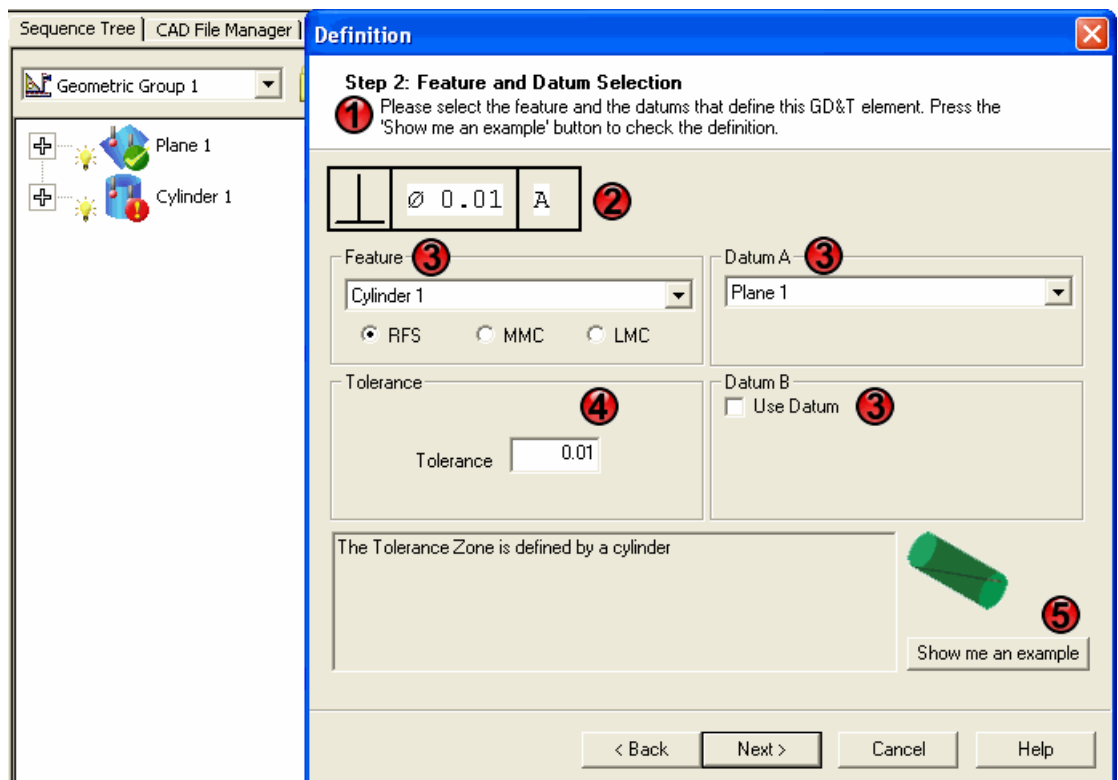 Sequence Tree CAD File Manager
Definition
Geometric Group 1
Plane 1
Cylinder 1
Step 2: Feature and Datum Selection
1 Please select the feature and the datums that define this GD&T element. Press the
'Show me an example' button to check the definition.
⊥ Ø 0.01 A 2
Feature 3
Cylinder 1
RFS MMC LMC
Datum A 3
Plane 1
Tolerance
4
Tolerance 0.01
Datum B
Use Datum 3
The Tolerance Zone is defined by a cylinder
5
Show me an example
< Back Next > Cancel Help